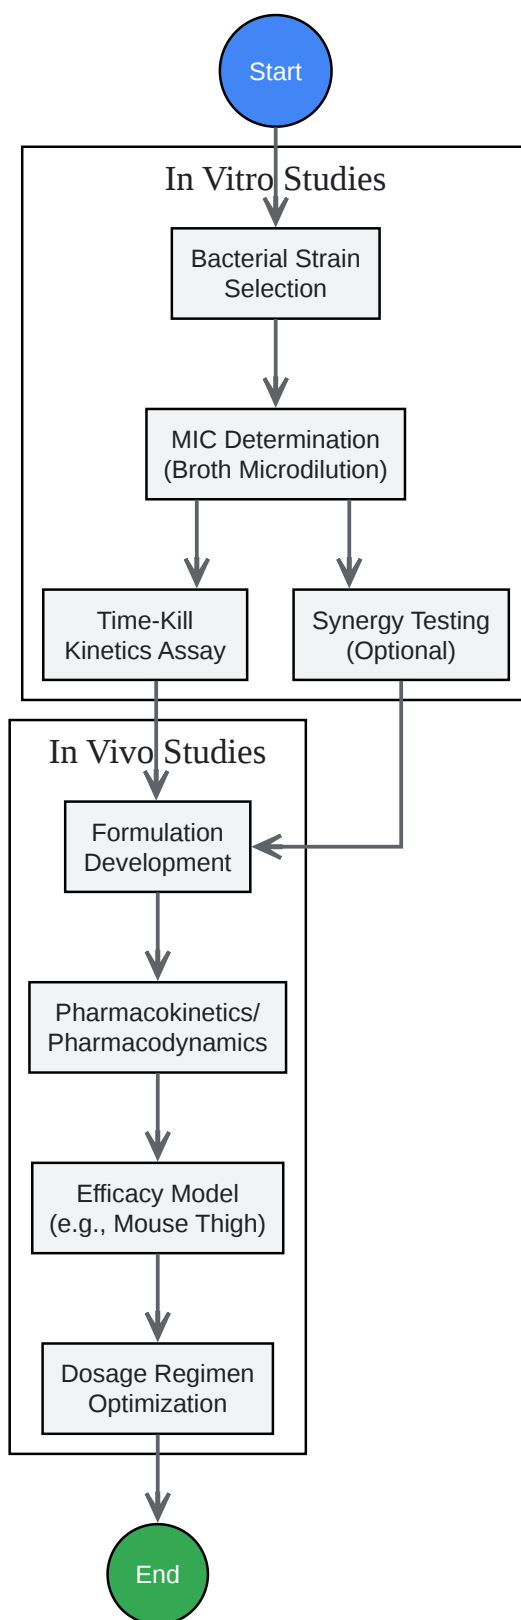 Start
In Vitro Studies
Bacterial Strain
Selection
MIC Determination
(Broth Microdilution)
Time-Kill
Kinetics Assay
Synergy Testing
(Optional)
In Vivo Studies
Formulation
Development
Pharmacokinetics/
Pharmacodynamics
Efficacy Model
(e.g., Mouse Thigh)
Dosage Regimen
Optimization
End